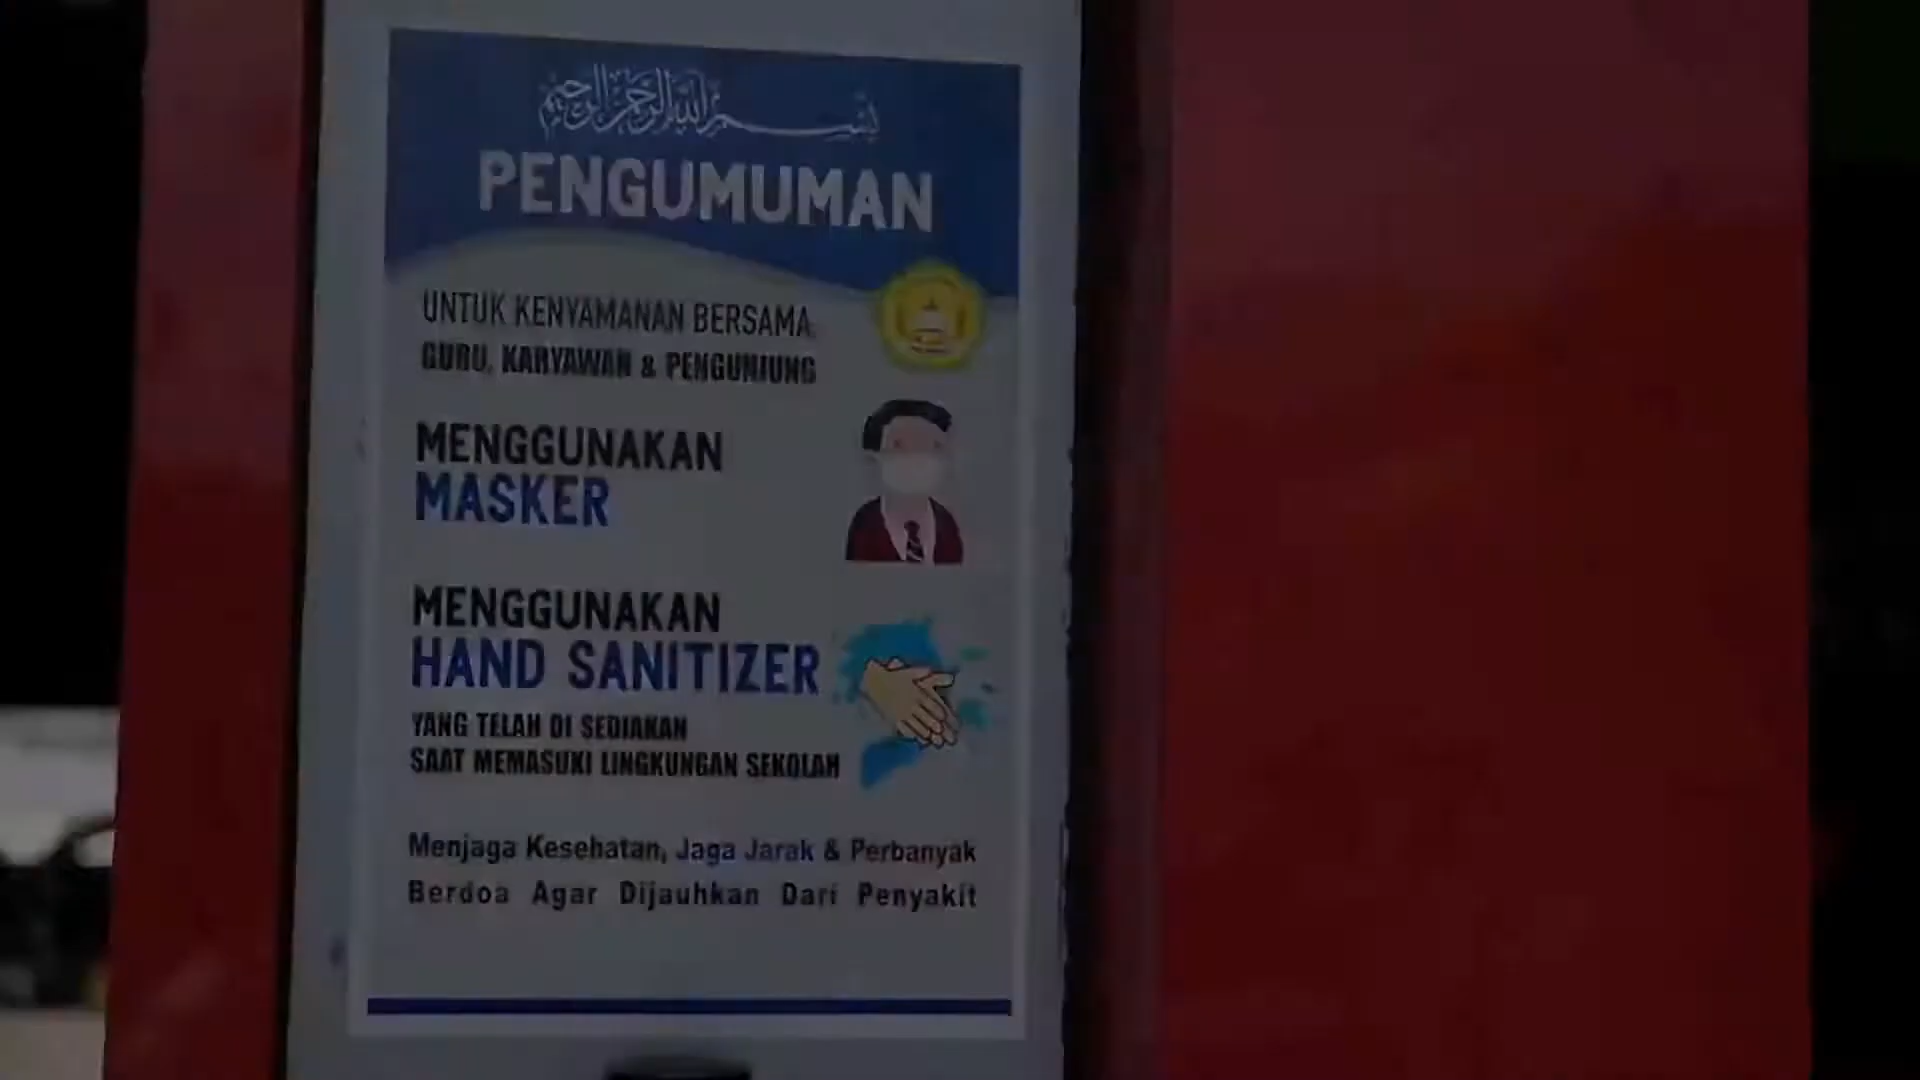 بسم الله الرحمن الرحيم
PENGUMUMAN
UNTUK KENYAMANAN BERSAMA,
GURU, KARYAWAN & PENGUNJUNG
MENGGUNAKAN
MASKER
MENGGUNAKAN
HAND SANITIZER
YANG TELAH DI SEDIAKAN
SAAT MEMASUKI LINGKUNGAN SEKOLAH
Menjaga Kesehatan, Jaga Jarak & Perbanyak
Berdoa Agar Dijauhkan Dari Penyakit